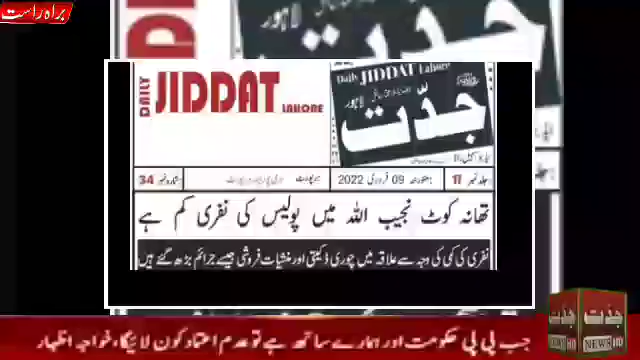 براہ راست
DAILY JIDDAT LAHORE
Daily JIDDAT Lahore
لاہور
جدت
جلد نمبر 17
09 فروری 2022
شمارہ نمبر 34
تھانہ کوٹ نجیب اللہ میں پولیس کی نفری کم ہے
نفری کی کمی کی وجہ سے علاقہ میں چوری ڈکیتی اور منشیات فروشی جیسے جرائم بڑھ گئے ہیں
جب پی پی حکومت اور ہمارے ساتھ ہے تو عدم اعتماد کون لائیگا، خواجہ اظہار
جدت
NEWS HD